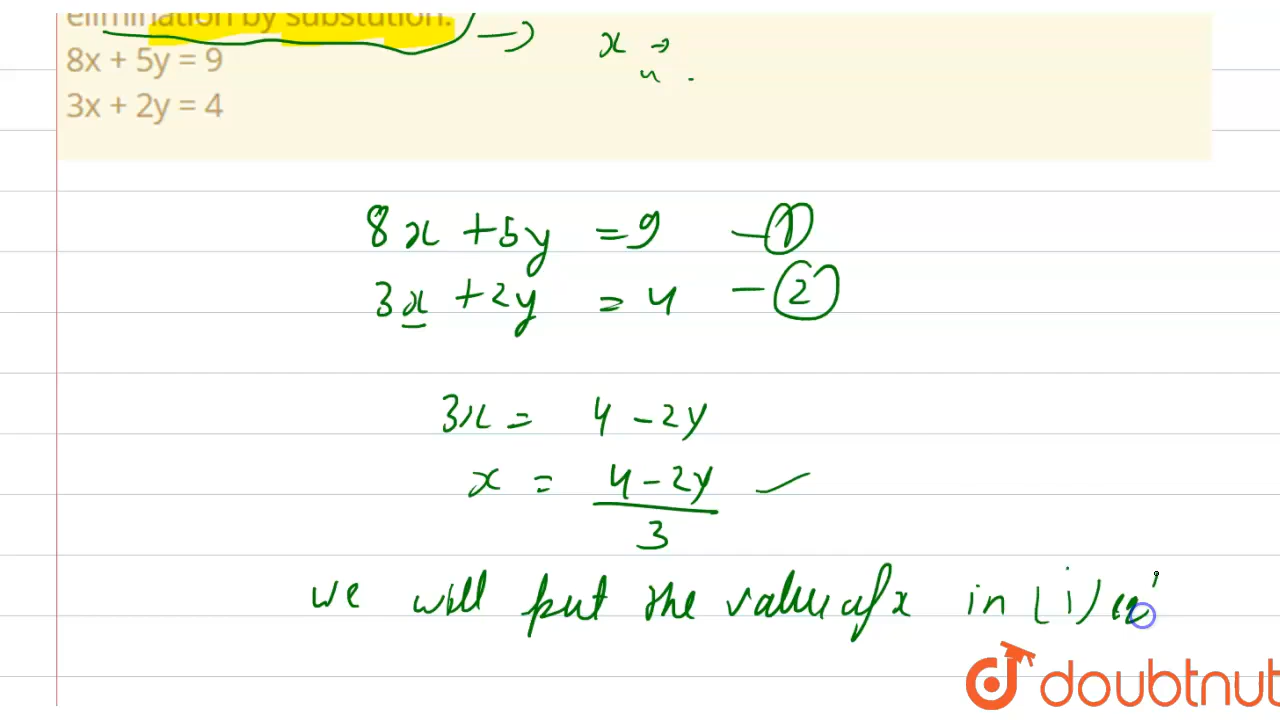 elimination by substution.
8x + 5y = 9
3x + 2y = 4
x →
8x + 5y = 9 — 1
3x + 2y = 4 — 2
3x = 4 - 2y
x = 4 - 2y
3
we will put the value of x in (i)
doubtnut